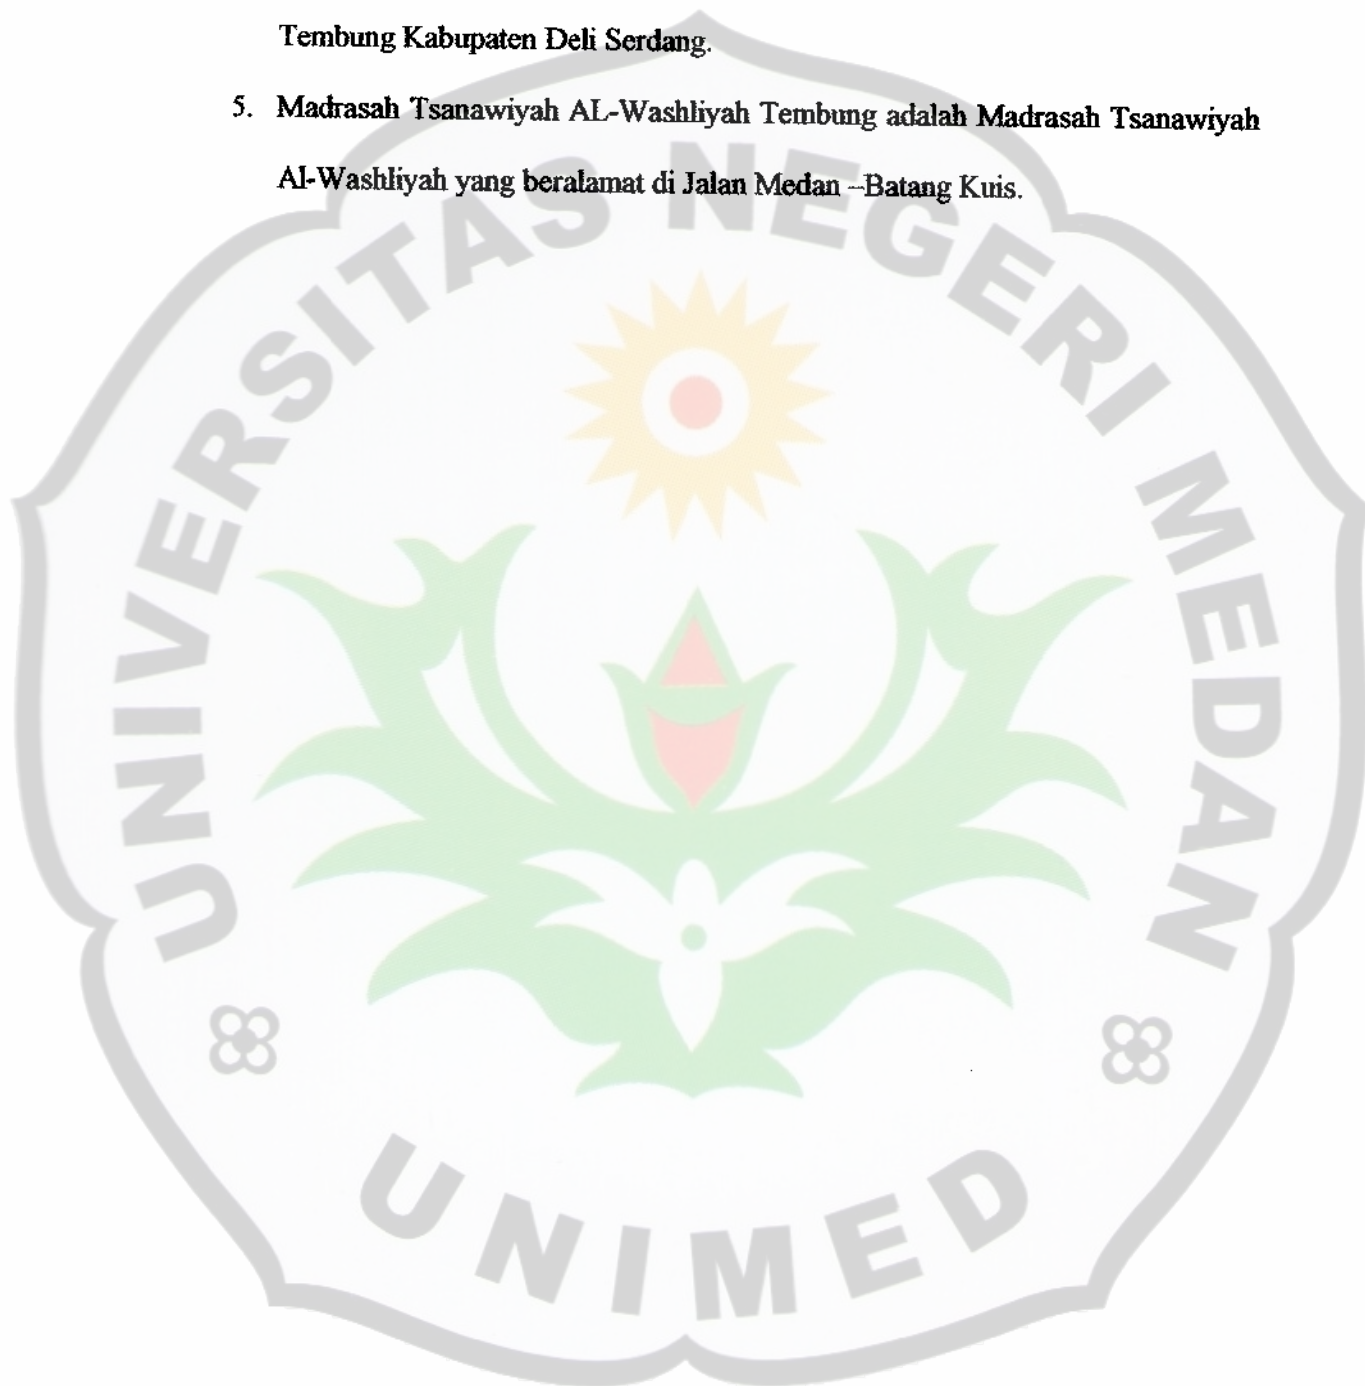 Tembung Kabupaten Deli Serdang.
5. Madrasah Tsanawiyah AL-Washliyah Tembung adalah Madrasah Tsanawiyah
Al-Washliyah yang beralamat di Jalan Medan –Batang Kuis.
UNIVERSITAS NEGERI MEDAN
UNIMED